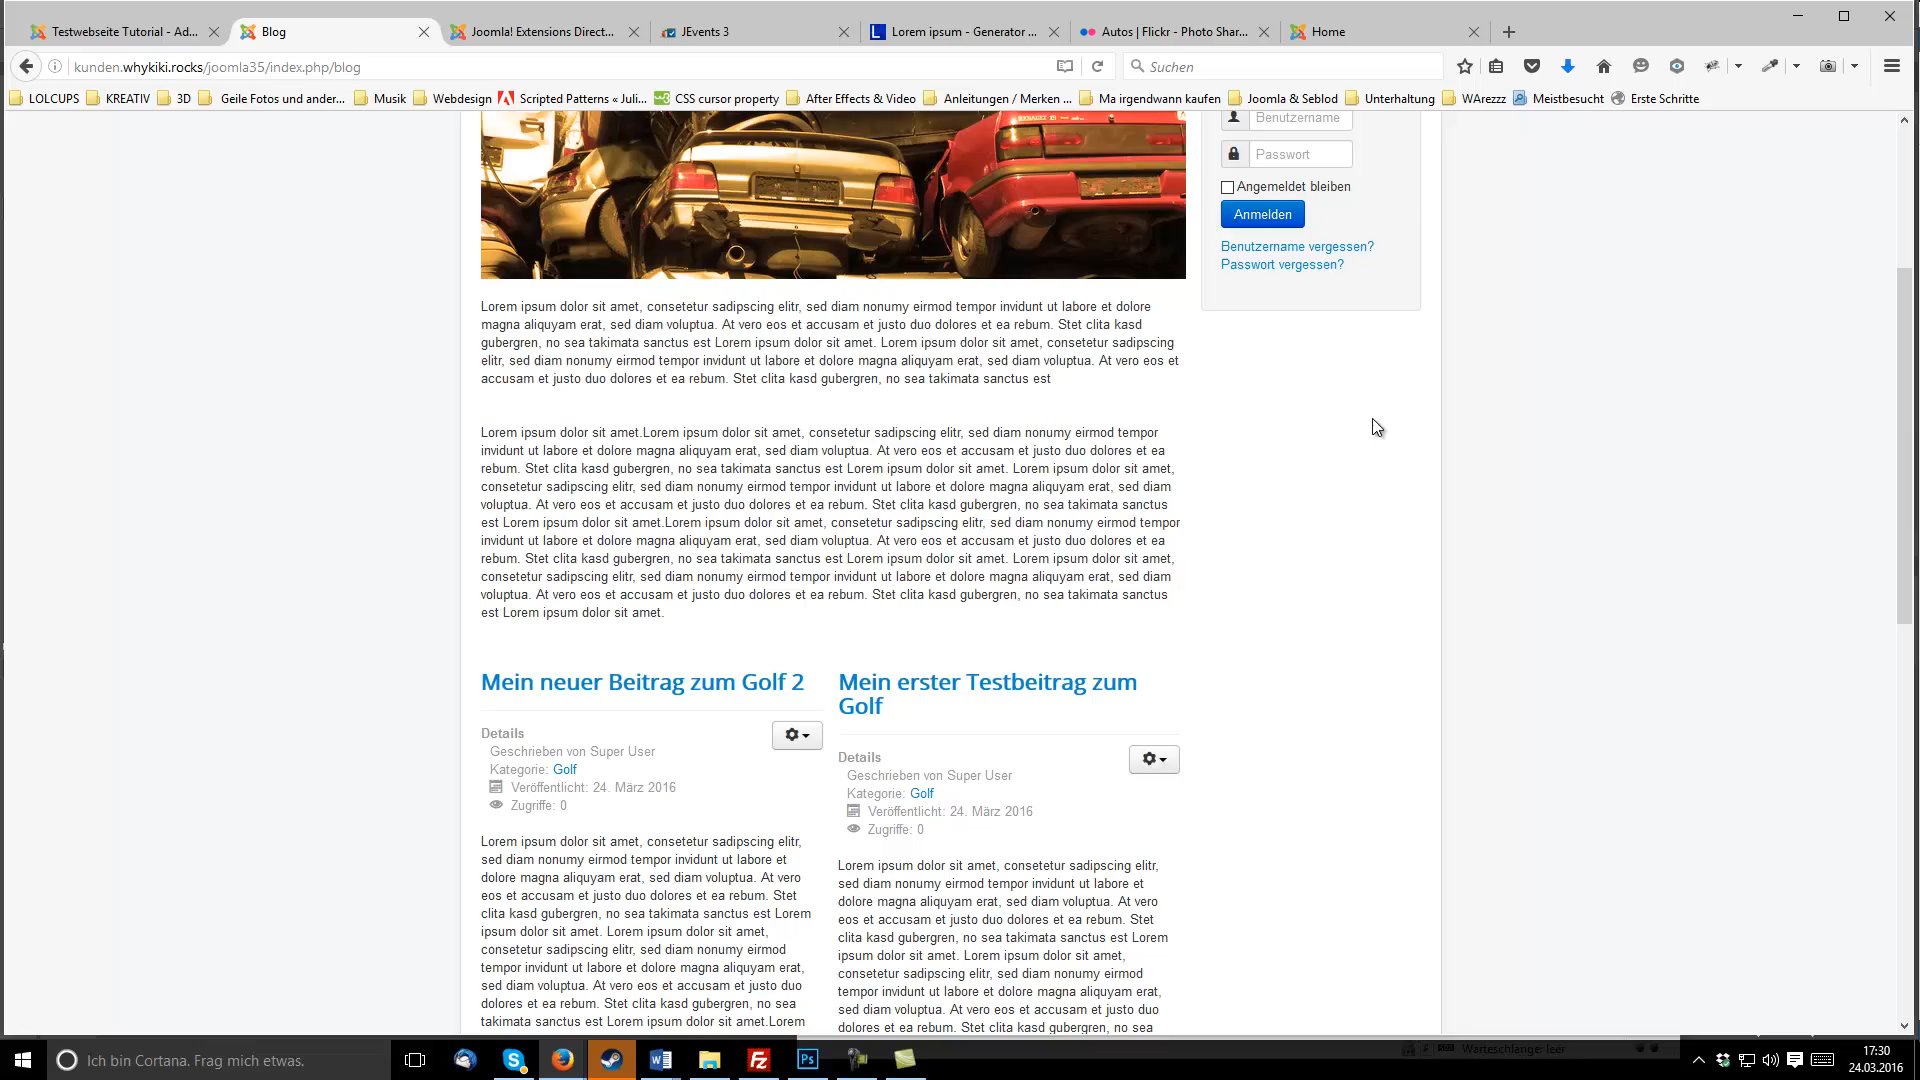 Testwebseite Tutorial - Ad...
Blog
Joomla! Extensions Direct...
JEvents 3
Lorem ipsum - Generator ...
Autos | Flickr - Photo Shar...
Home
kunden.whykiki.rocks/joomla35/index.php/blog
Suchen
LOLCUPS
KREATIV
3D
Geile Fotos und ander...
Musik
Webdesign
Scripted Patterns « Juli...
CSS cursor property
After Effects & Video
Anleitungen / Merken ...
Ma irgendwann kaufen
Joomla & Seblod
Unterhaltung
WArezzz
Meistbesucht
Erste Schritte
Benutzername
Passwort
Angemeldet bleiben
Anmelden
Benutzername vergessen?
Passwort vergessen?
Lorem ipsum dolor sit amet, consetetur sadipscing elitr, sed diam nonumy eirmod tempor invidunt ut labore et dolore
magna aliquyam erat, sed diam voluptua. At vero eos et accusam et justo duo dolores et ea rebum. Stet clita kasd
gubergren, no sea takimata sanctus est Lorem ipsum dolor sit amet. Lorem ipsum dolor sit amet, consetetur sadipscing
elitr, sed diam nonumy eirmod tempor invidunt ut labore et dolore magna aliquyam erat, sed diam voluptua. At vero eos et
accusam et justo duo dolores et ea rebum. Stet clita kasd gubergren, no sea takimata sanctus est
Lorem ipsum dolor sit amet.Lorem ipsum dolor sit amet, consetetur sadipscing elitr, sed diam nonumy eirmod tempor
invidunt ut labore et dolore magna aliquyam erat, sed diam voluptua. At vero eos et accusam et justo duo dolores et ea
rebum. Stet clita kasd gubergren, no sea takimata sanctus est Lorem ipsum dolor sit amet. Lorem ipsum dolor sit amet,
consetetur sadipscing elitr, sed diam nonumy eirmod tempor invidunt ut labore et dolore magna aliquyam erat, sed diam
voluptua. At vero eos et accusam et justo duo dolores et ea rebum. Stet clita kasd gubergren, no sea takimata sanctus
est Lorem ipsum dolor sit amet.Lorem ipsum dolor sit amet, consetetur sadipscing elitr, sed diam nonumy eirmod tempor
invidunt ut labore et dolore magna aliquyam erat, sed diam voluptua. At vero eos et accusam et justo duo dolores et ea
rebum. Stet clita kasd gubergren, no sea takimata sanctus est Lorem ipsum dolor sit amet. Lorem ipsum dolor sit amet,
consetetur sadipscing elitr, sed diam nonumy eirmod tempor invidunt ut labore et dolore magna aliquyam erat, sed diam
voluptua. At vero eos et accusam et justo duo dolores et ea rebum. Stet clita kasd gubergren, no sea takimata sanctus
est Lorem ipsum dolor sit amet.
Mein neuer Beitrag zum Golf 2
Details
Geschrieben von Super User
Kategorie: Golf
Veröffentlicht: 24. März 2016
Zugriffe: 0
Lorem ipsum dolor sit amet, consetetur sadipscing elitr,
sed diam nonumy eirmod tempor invidunt ut labore et
dolore magna aliquyam erat, sed diam voluptua. At vero
eos et accusam et justo duo dolores et ea rebum. Stet
clita kasd gubergren, no sea takimata sanctus est Lorem
ipsum dolor sit amet. Lorem ipsum dolor sit amet,
consetetur sadipscing elitr, sed diam nonumy eirmod
tempor invidunt ut labore et dolore magna aliquyam erat,
sed diam voluptua. At vero eos et accusam et justo duo
dolores et ea rebum. Stet clita kasd gubergren, no sea
takimata sanctus est Lorem ipsum dolor sit amet.Lorem
Mein erster Testbeitrag zum
Golf
Details
Geschrieben von Super User
Kategorie: Golf
Veröffentlicht: 24. März 2016
Zugriffe: 0
Lorem ipsum dolor sit amet, consetetur sadipscing elitr,
sed diam nonumy eirmod tempor invidunt ut labore et
dolore magna aliquyam erat, sed diam voluptua. At vero
eos et accusam et justo duo dolores et ea rebum. Stet
clita kasd gubergren, no sea takimata sanctus est Lorem
ipsum dolor sit amet. Lorem ipsum dolor sit amet,
consetetur sadipscing elitr, sed diam nonumy eirmod
tempor invidunt ut labore et dolore magna aliquyam erat,
sed diam voluptua. At vero eos et accusam et justo duo
dolores et ea rebum. Stet clita kasd gubergren, no sea
Ich bin Cortana. Frag mich etwas.
Warteschlange: leer
17:30
24.03.2016